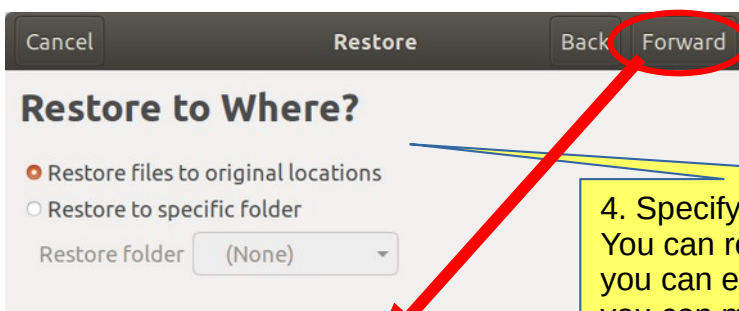 Cancel Restore Back Forward
Restore to Where?
Restore files to original locations
Restore to specific folder
Restore folder (None)
4. Specify
You can
you can